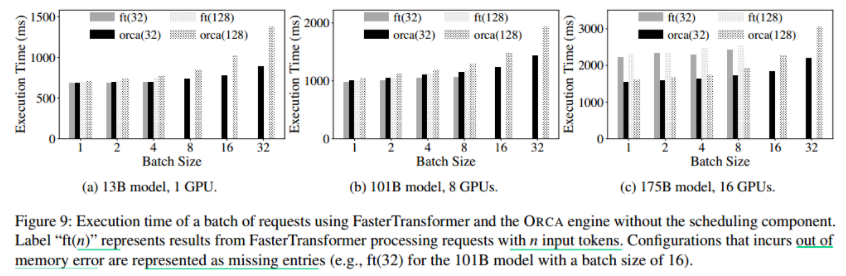 1500
1000
500
0
Execution Time (ms)
ft(32)
ft(128)
orca(32)
orca(128)
1 2 4 8 16 32
Batch Size
(a) 13B model, 1 GPU.
2000
1000
0
Execution Time (ms)
ft(32)
ft(128)
orca(32)
orca(128)
1 2 4 8 16 32
Batch Size
(b) 101B model, 8 GPUs.
3000
2000
1000
0
Execution Time (ms)
ft(32)
ft(128)
orca(32)
orca(128)
1 2 4 8 16 32
Batch Size
(c) 175B model, 16 GPUs.
Figure 9: Execution time of a batch of requests using FasterTransformer and the ORCA engine without the scheduling component.
Label “ft(n)” represents results from FasterTransformer processing requests with n input tokens. Configurations that incurs out of
memory error are represented as missing entries (e.g., ft(32) for the 101B model with a batch size of 16).